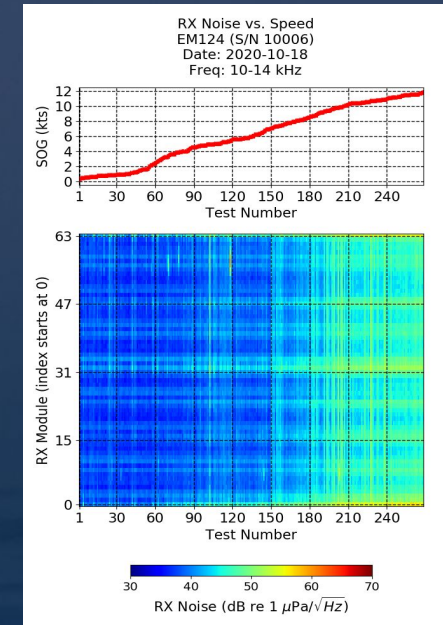 RX Noise vs. Speed
EM124 (S/N 10006)
Date: 2020-10-18
Freq: 10-14 kHz
SOG (kts)
12
10
8
6
4
2
0
1 30 60 90 120 150 180 210 240
Test Number
RX Module (index starts at 0)
63
47
31
15
0
1 30 60 90 120 150 180 210 240
Test Number
30 40 50 60 70
RX Noise (dB re 1 μPa/√Hz)